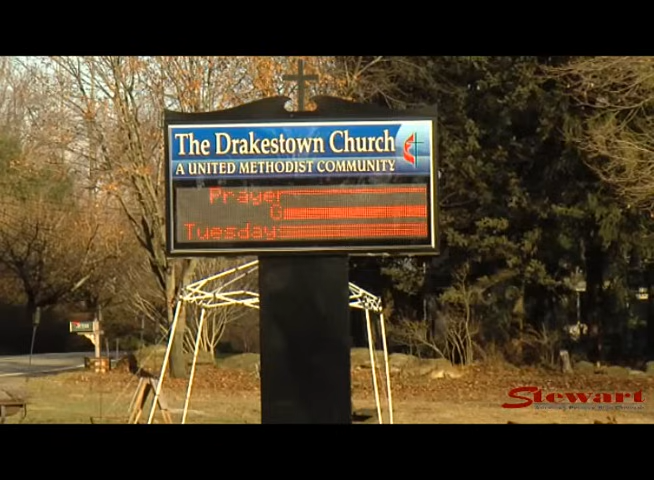 The Drakestown Church
A UNITED METHODIST COMMUNITY
Prayer
G
Tuesday
Stewart